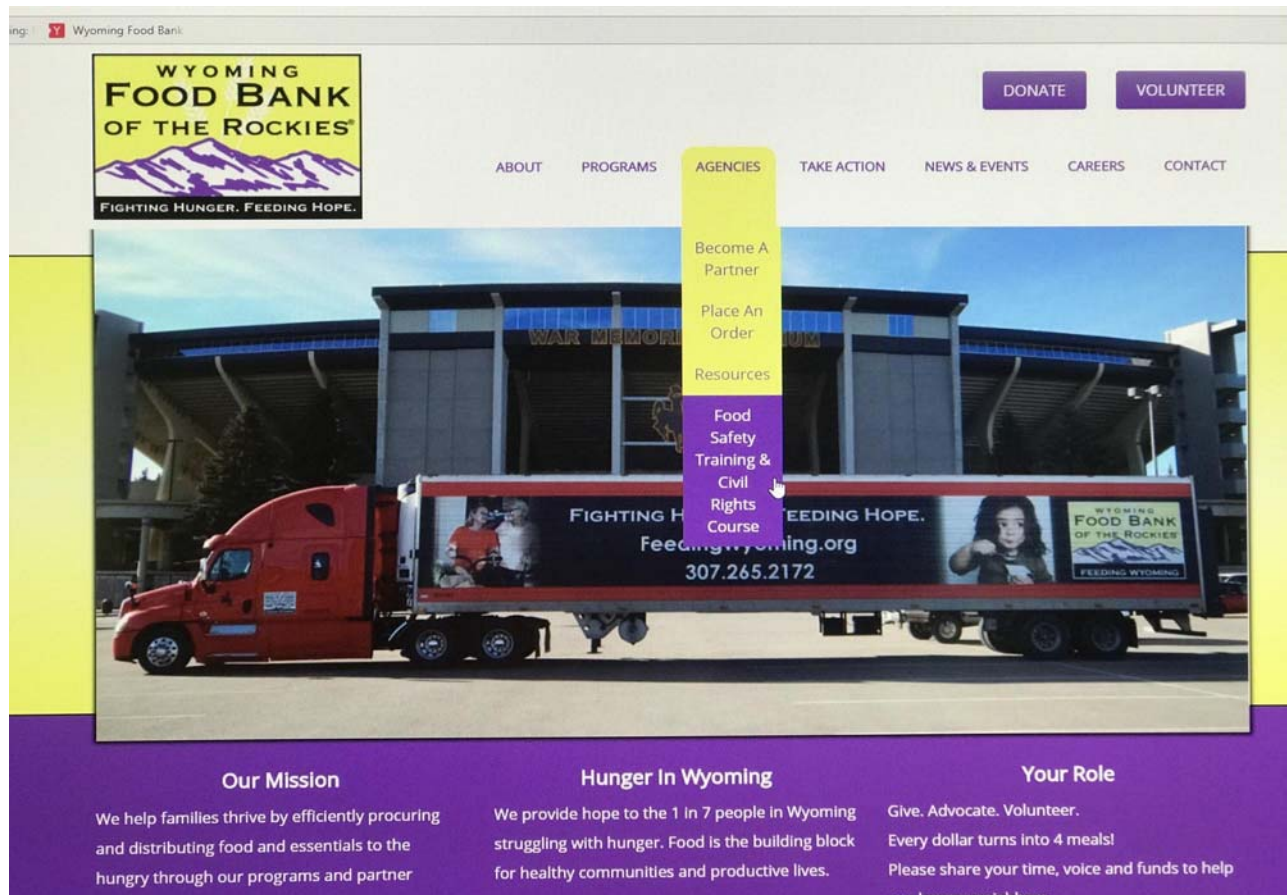 ing:
Wyoming Food Bank
WYOMING
FOOD BANK
OF THE ROCKIES®
FIGHTING HUNGER. FEEDING HOPE.
DONATE
VOLUNTEER
ABOUT
PROGRAMS
AGENCIES
TAKE ACTION
NEWS & EVENTS
CAREERS
CONTACT
Become A
Partner
Place An
Order
Resources
Food
Safety
Training &
Civil
Rights
Course
WAR MEMOR UM
FIGHTING H EEDING HOPE.
FeedingWyoming.org
307.265.2172
WYOMING
FOOD BANK
OF THE ROCKIES
FEEDING WYOMING
Our Mission
We help families thrive by efficiently procuring
and distributing food and essentials to the
hungry through our programs and partner
Hunger In Wyoming
We provide hope to the 1 in 7 people in Wyoming
struggling with hunger. Food is the building block
for healthy communities and productive lives.
Your Role
Give. Advocate. Volunteer.
Every dollar turns into 4 meals!
Please share your time, voice and funds to help